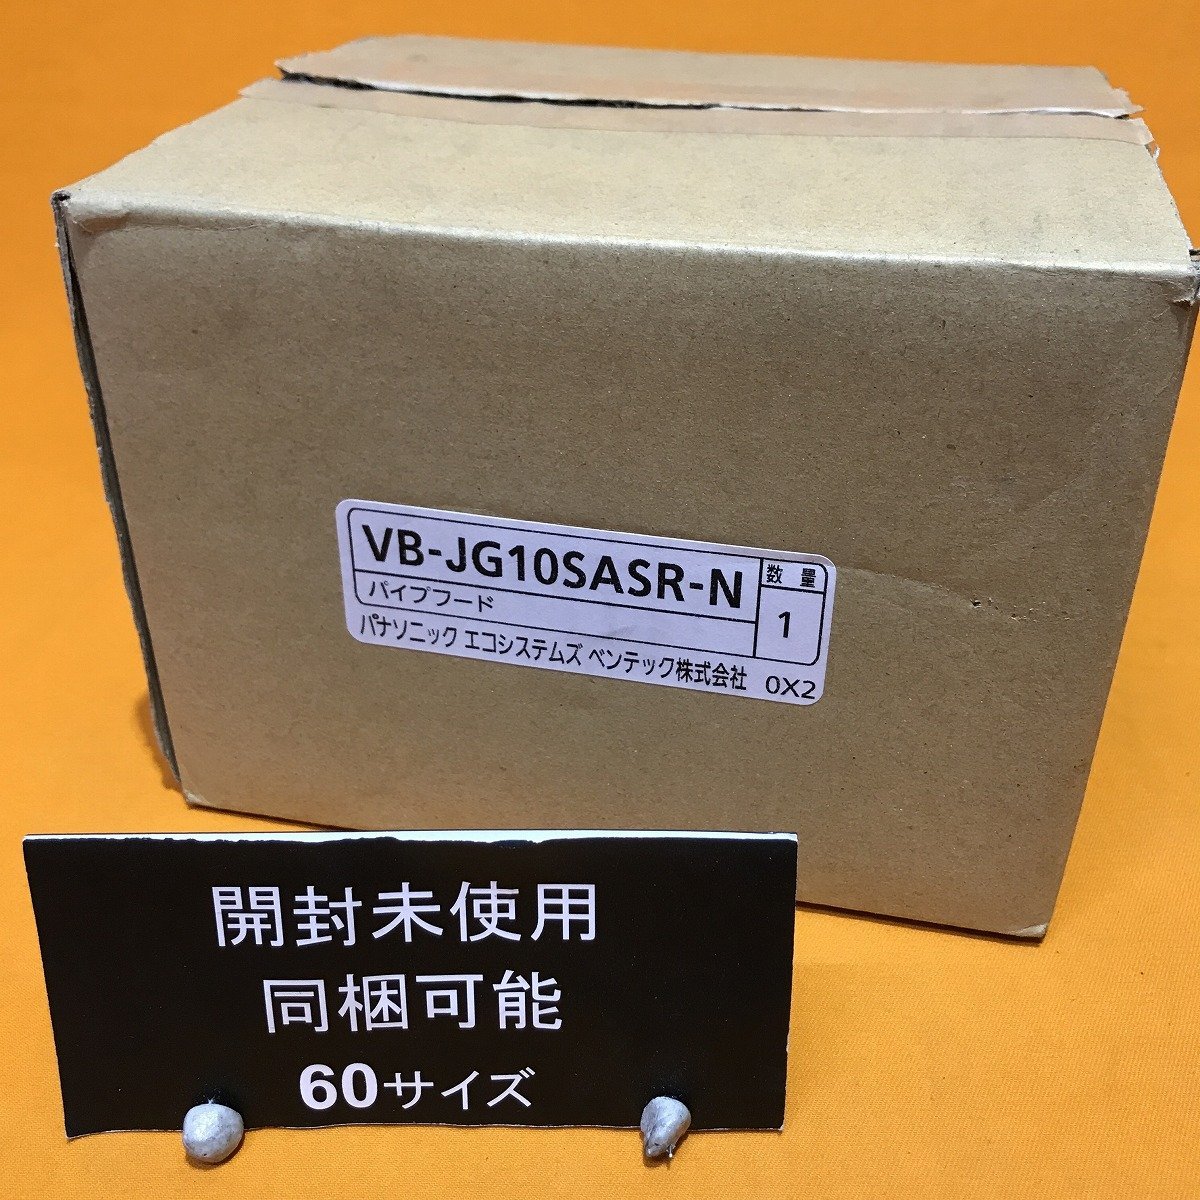 VB-JG10SASR-N
数量
パイプフード
1
パナソニック エコシステムズ ベンテック株式会社 0X2
開封未使用
同梱可能
60サイズ